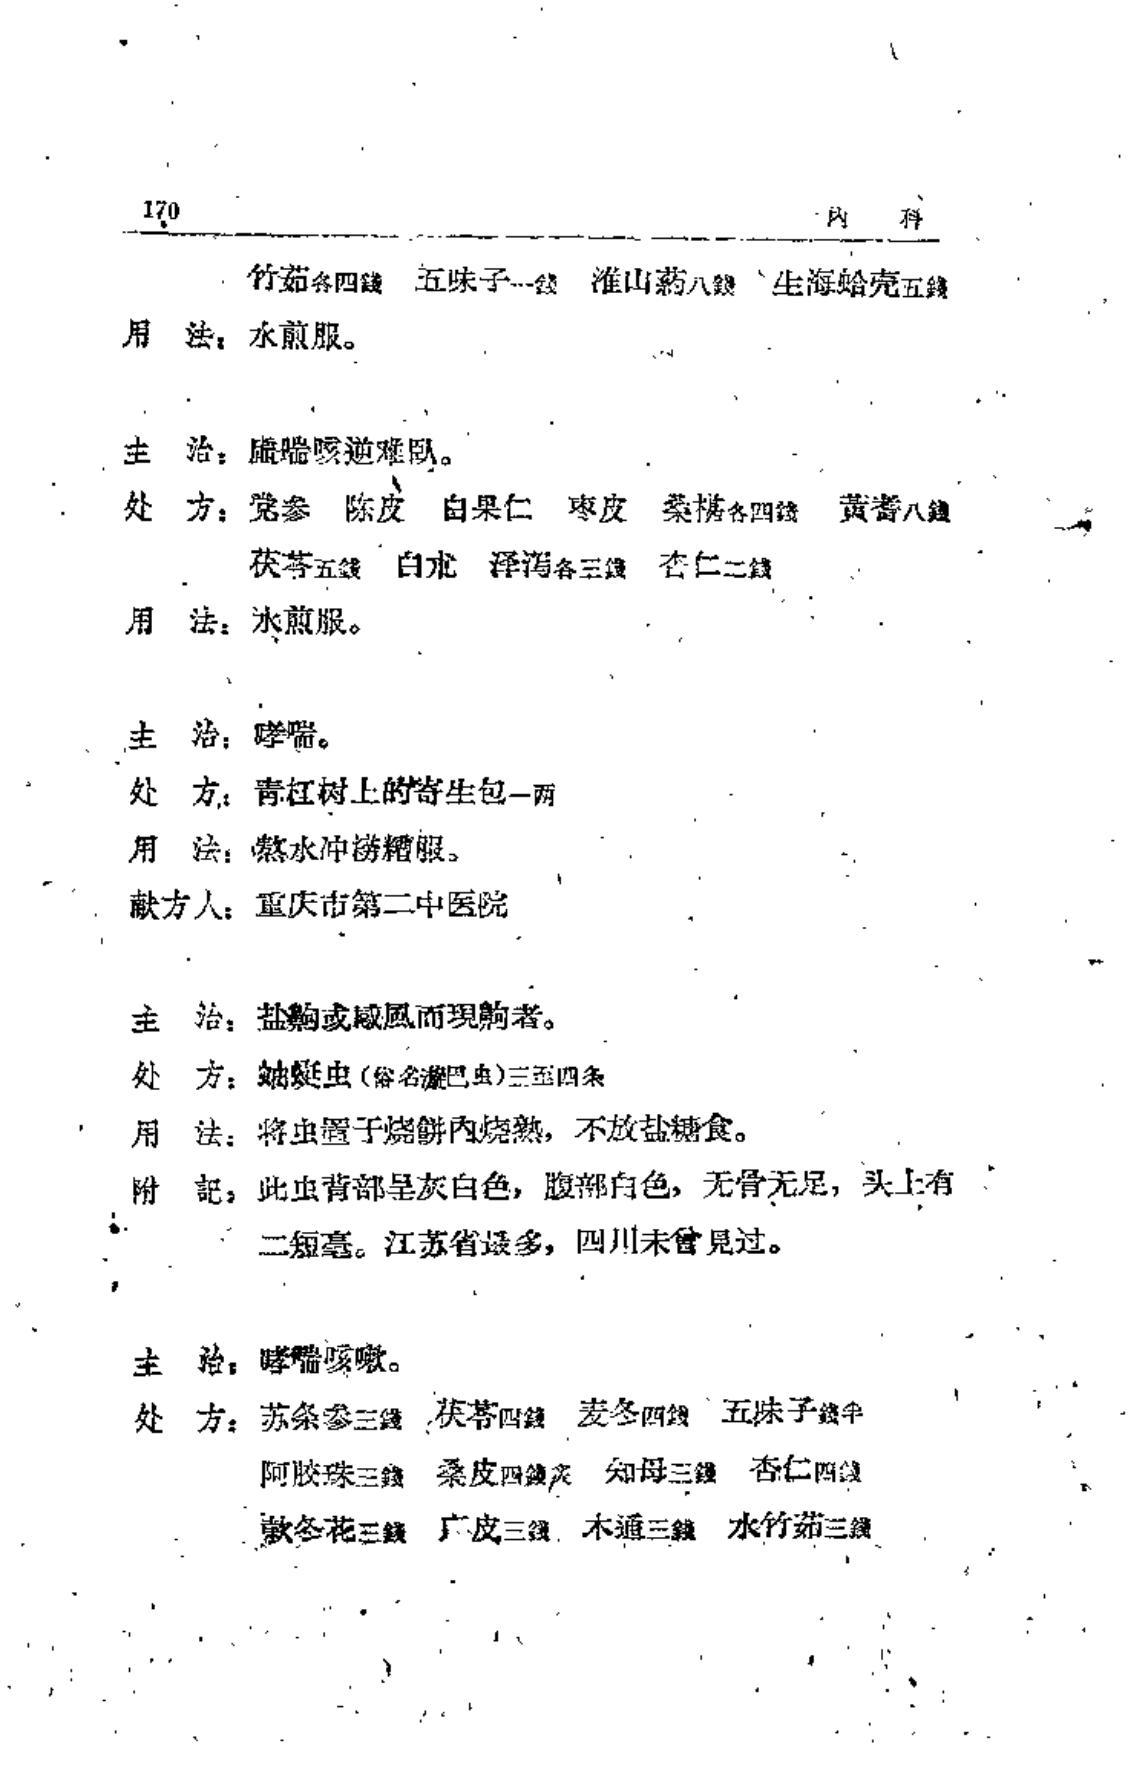 170
内 科
竹茹各四錢 五味子一錢 淮山葯八錢 生海蛤壳五錢
用 法：水煎服。
主 治：虛喘咳逆难臥。
处 方：党参 陈皮 白果仁 枣皮 桑椹各四錢 黄耆八錢
茯苓五錢 白朮 泽泻各三錢 杏仁二錢
用 法：水煎服。
主 治：哮喘。
处 方：青杠树上的寄生包一两
用 法：熬水冲捞糟服。
献方人：重庆市第二中医院
主 治：盐齁或感風而現齁者。
处 方：蚰蜒虫（俗名濉巴虫）三至四条
用 法：将虫置于烧餅內烧熟，不放盐糖食。
附 記：此虫背部呈灰白色，腹部白色，无骨无足，头上有
二短毫。江苏省最多，四川未曾見过。
主 治：哮喘咳嗽。
处 方：苏条参三錢 茯苓四錢 麦冬四錢 五味子錢半
阿胶珠三錢 桑皮四錢炙 知母三錢 杏仁四錢
款冬花三錢 广皮三錢 木通三錢 水竹茹三錢